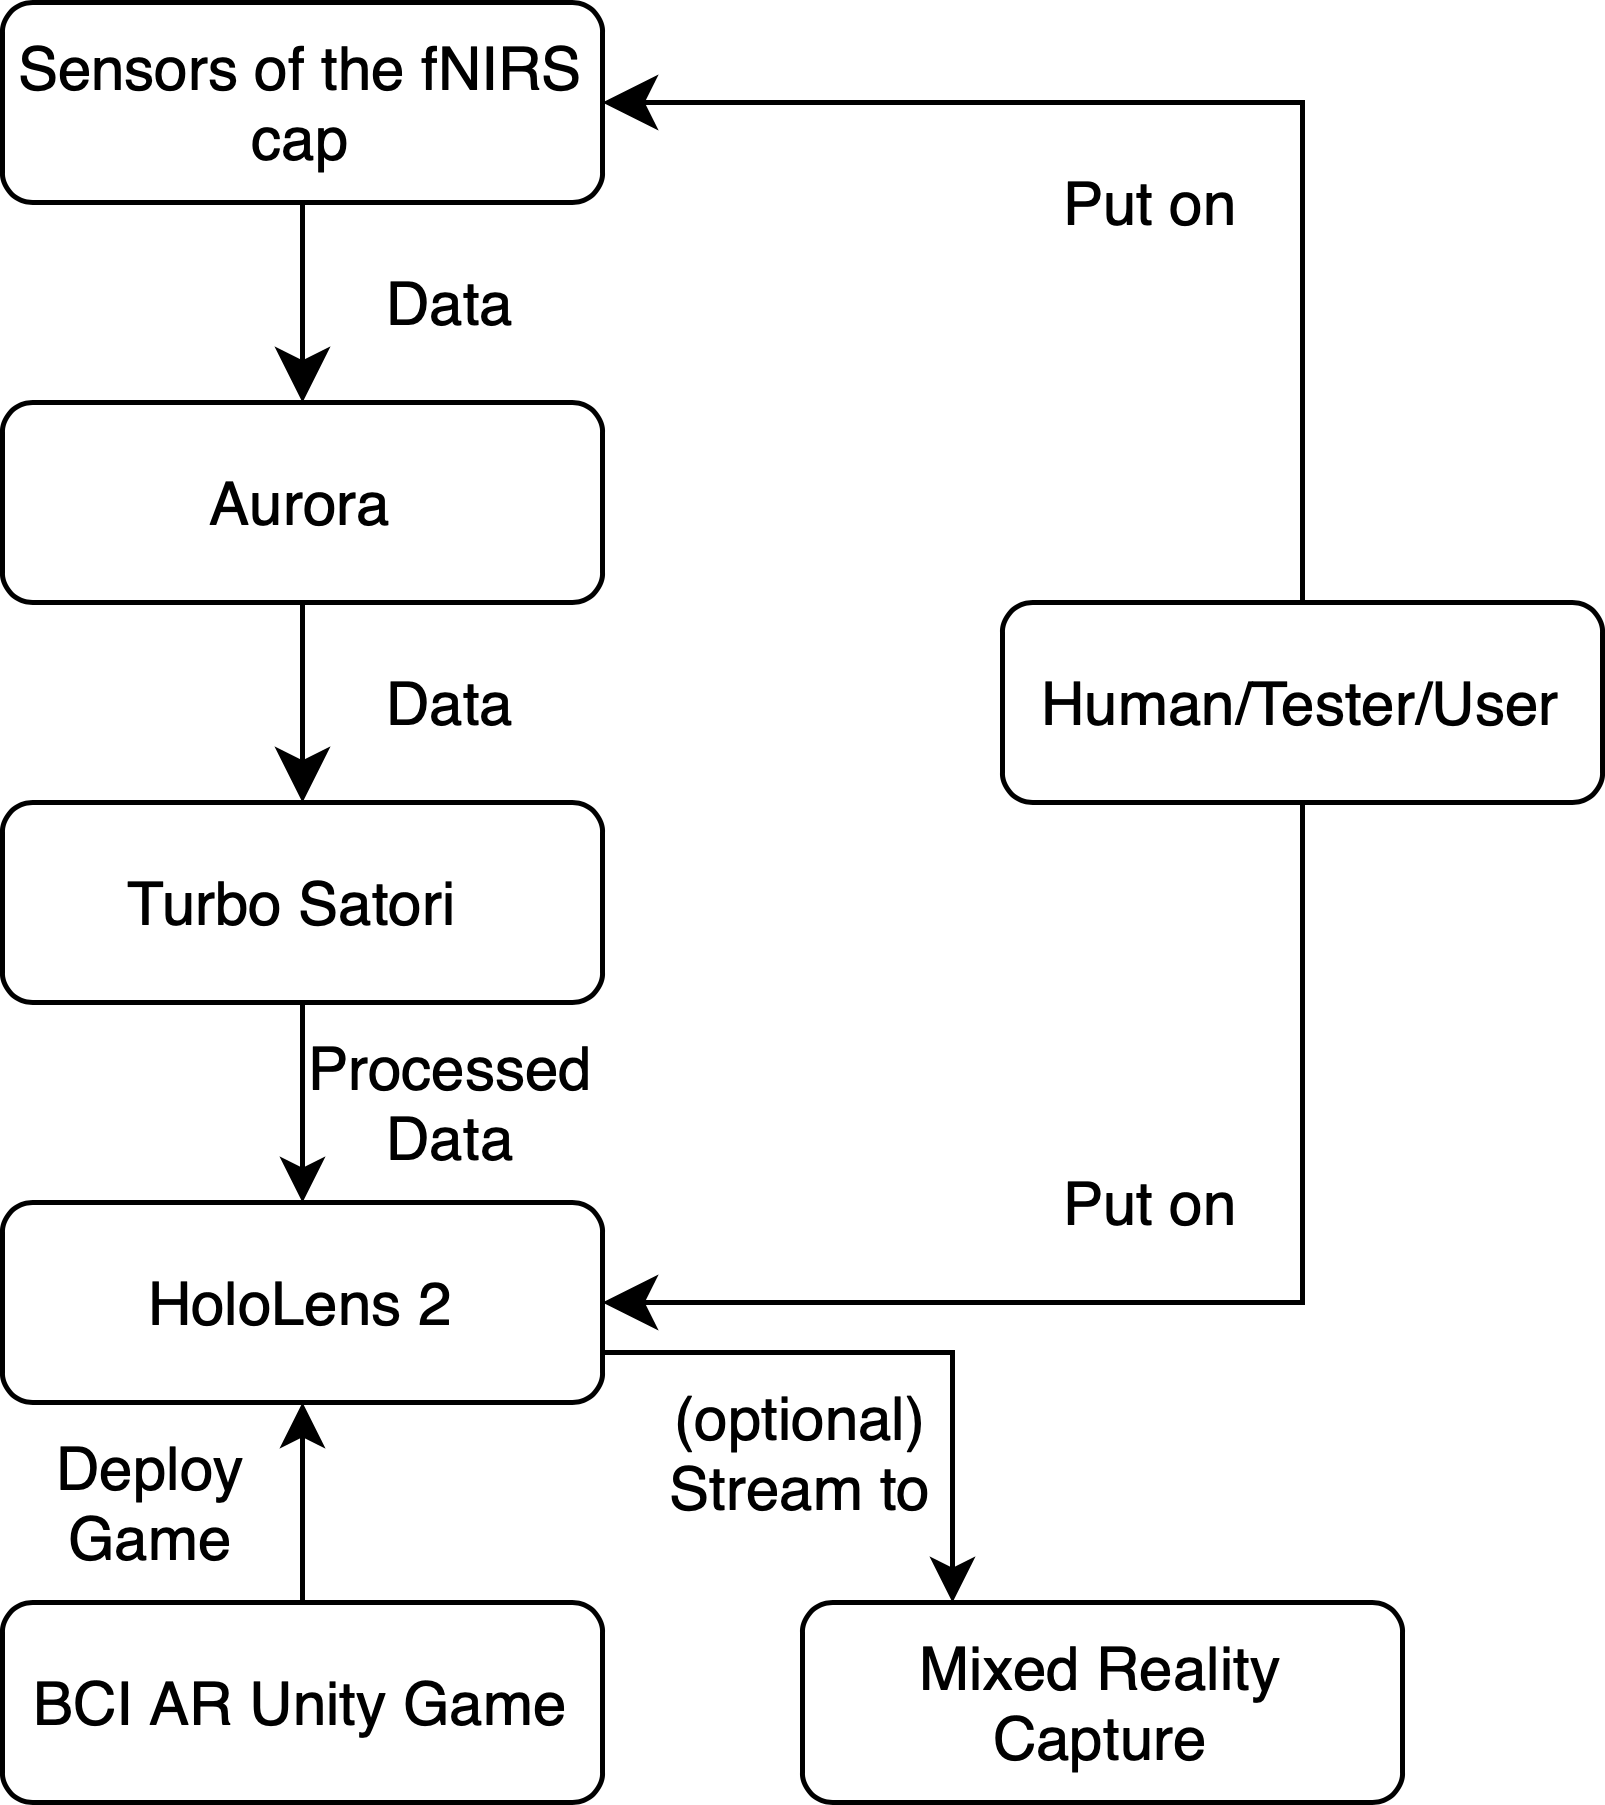 Sensors of the fNIRS
cap
Put on
Data
Aurora
Data
Human/Tester/User
Turbo Satori
Processed
Data
Put on
HoloLens 2
(optional)
Stream to
Deploy
Game
BCI AR Unity Game
Mixed Reality
Capture